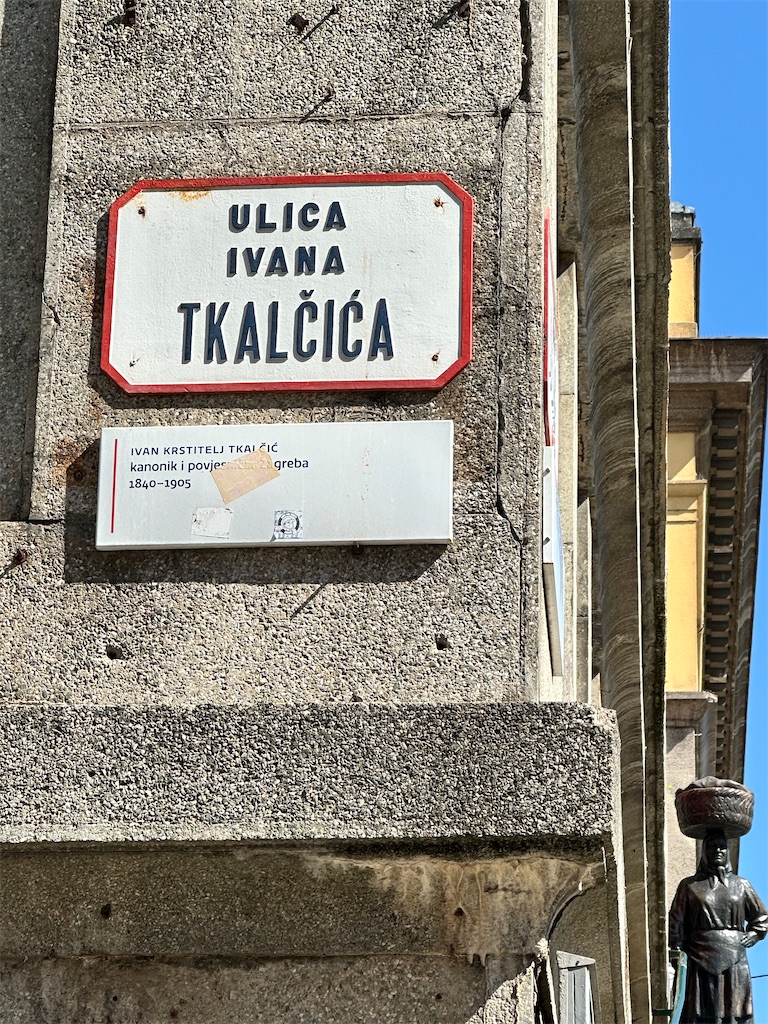 ULICA
IVANA
TKALČIĆA
IVAN KRSTITELJ TKALČIĆ
kanonik i
1840–1905